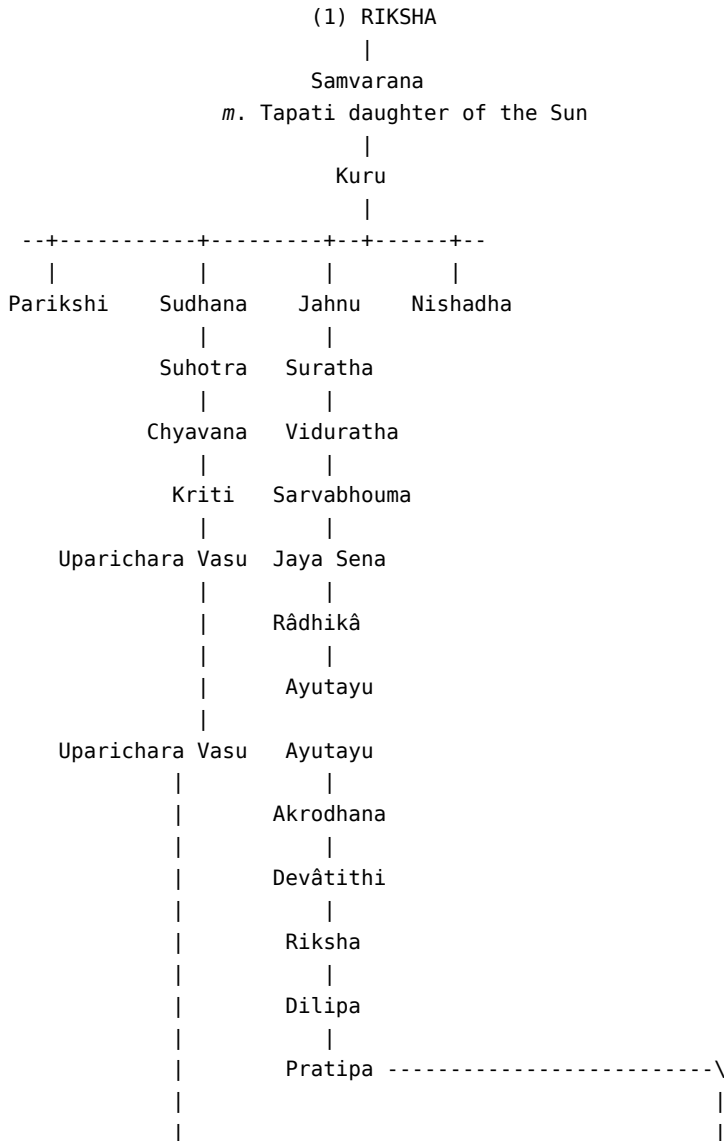 (1) RIKSHA
|
Samvarana
m. Tapati daughter of the Sun
|
Kuru
|
--+-----------+---------+--+------+--
| | | |
Parikshi Sudhana Jahnu Nishadha
| |
Suhotra Suratha
| |
Chyavana Viduratha
| |
Kriti Sarvabhouma
| |
Uparichara Vasu Jaya Sena
| |
| Râdhikâ
| |
| Ayutayu
|
Uparichara Vasu Ayutayu
| |
| Akrodhana
| |
| Devâtithi
| |
| Riksha
| |
| Dilipa
| |
| Pratipa --------------------------\
| |
| |